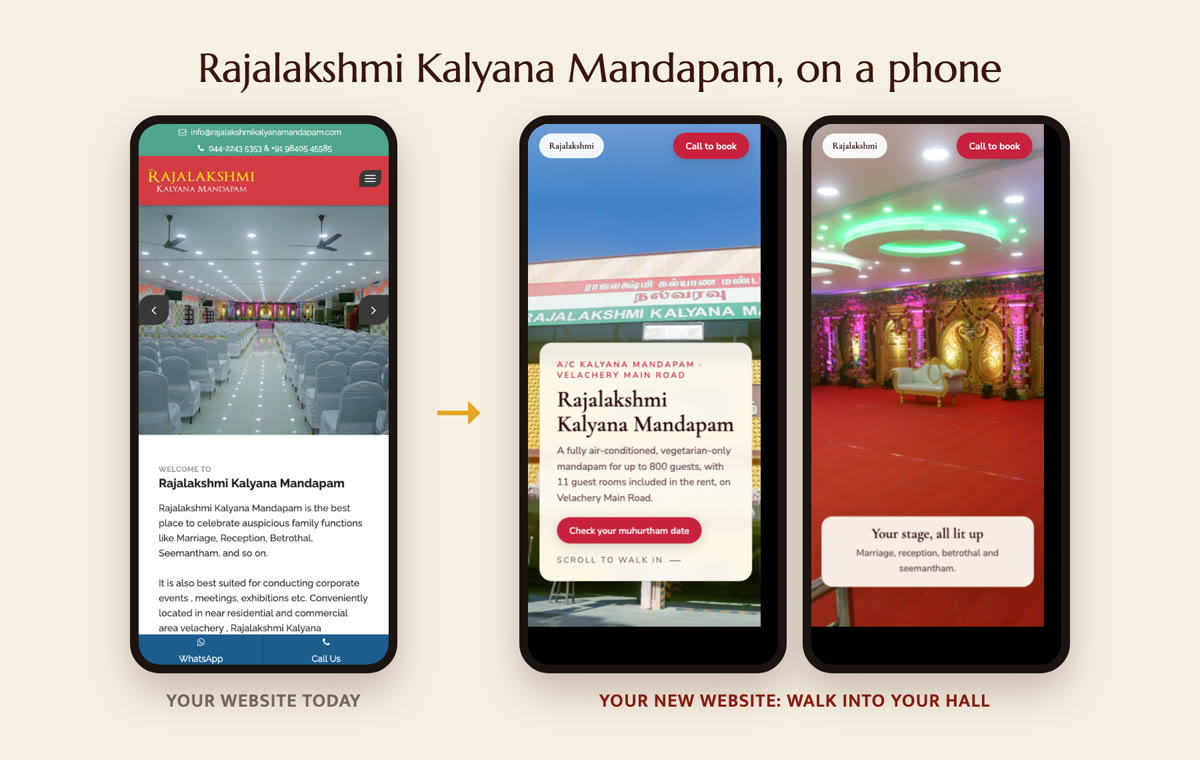 Rajalakshmi Kalyana Mandapam, on a phone
info@rajalakshmikalyanamandapam.com
044-2243 5353 & +91 98405 45585
RAJALAKSHMI
KALYANA MANDAPAM
WELCOME TO
Rajalakshmi Kalyana Mandapam
Rajalakshmi Kalyana Mandapam is the best
place to celebrate auspicious family functions
like Marriage, Reception, Betrothal,
Seemantham, and so on.
It is also best suited for conducting corporate
events , meetings, exhibitions etc. Conveniently
located in near residential and commercial
area velachery , Rajalakshmi Kalyana
WhatsApp
Call Us
YOUR WEBSITE TODAY
Rajalakshmi
Call to book
ராஜலக்ஷ்மி கல்யாண மண்ட
நல்வரவு
RAJALAKSHMI KALYANA MA
A/C KALYANA MANDAPAM ·
VELACHERY MAIN ROAD
Rajalakshmi
Kalyana Mandapam
A fully air-conditioned, vegetarian-only
mandapam for up to 800 guests, with
11 guest rooms included in the rent, on
Velachery Main Road.
Check your muhurtham date
SCROLL TO WALK IN
Rajalakshmi
Call to book
Your stage, all lit up
Marriage, reception, betrothal and
seemantham.
YOUR NEW WEBSITE: WALK INTO YOUR HALL